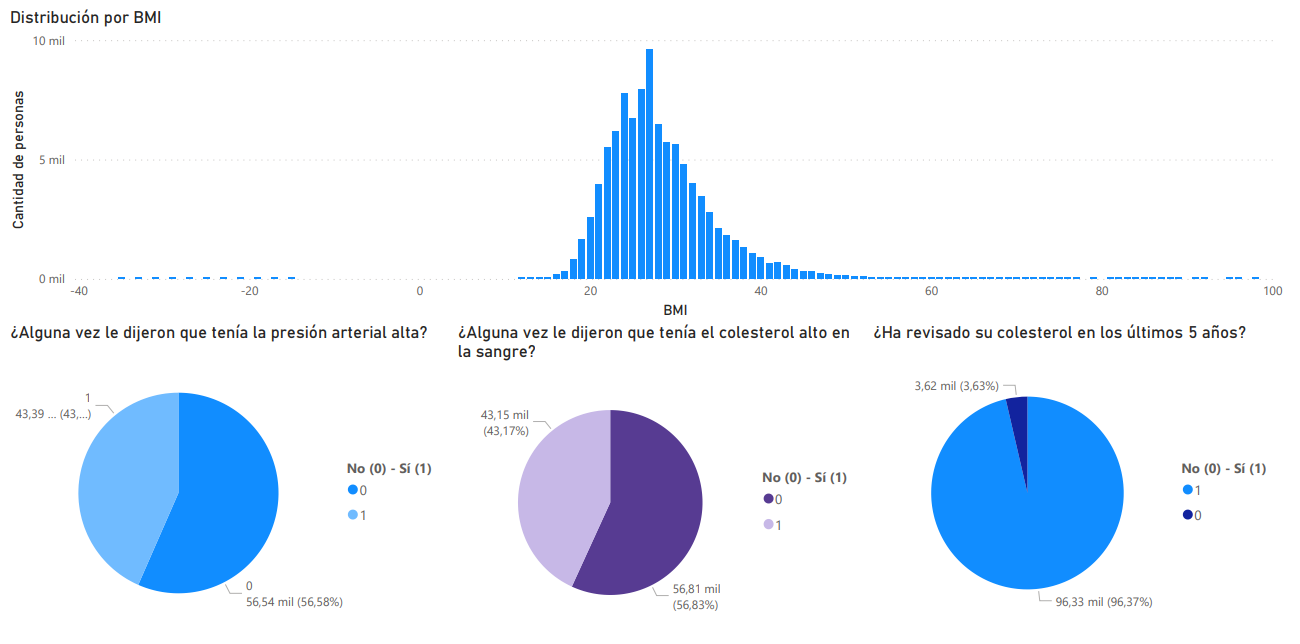 Distribución por BMI
10 mil
5 mil
0 mil
Cantidad de personas
-40 -20 0 20 40 60 80 100
BMI
¿Alguna vez le dijeron que tenía la presión arterial alta?
1
43,39 ... (43,...)
0
56,54 mil (56,58%)
No (0) - Sí (1)
0
1
¿Alguna vez le dijeron que tenía el colesterol alto en
la sangre?
43,15 mil
(43,17%)
56,81 mil
(56,83%)
No (0) - Sí (1)
0
1
¿Ha revisado su colesterol en los últimos 5 años?
3,62 mil (3,63%)
96,33 mil (96,37%)
No (0) - Sí (1)
1
0